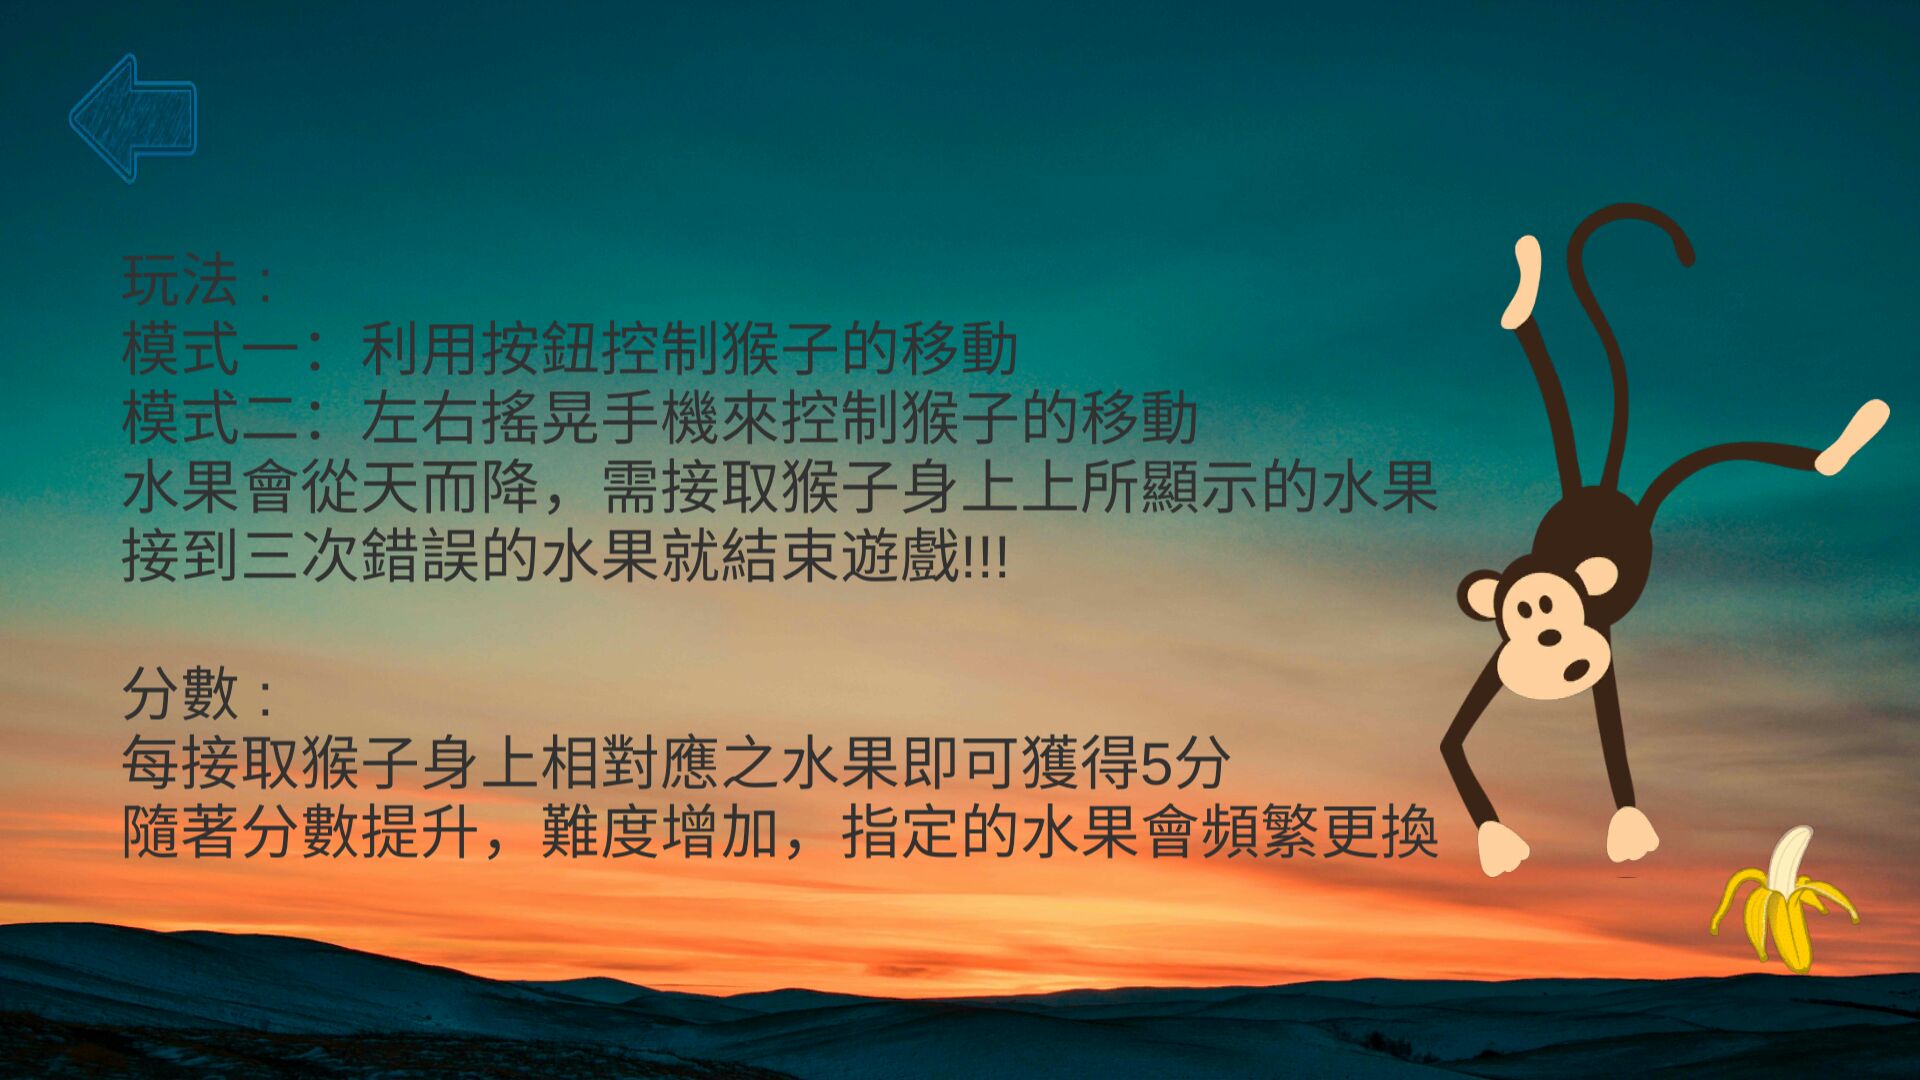 玩法：
模式一：利用按鈕控制猴子的移動
模式二：左右搖晃手機來控制猴子的移動
水果會從天而降，需接取猴子身上上所顯示的水果
接到三次錯誤的水果就結束遊戲!!!
分數：
每接取猴子身上相對應之水果即可獲得5分
隨著分數提升，難度增加，指定的水果會頻繁更換